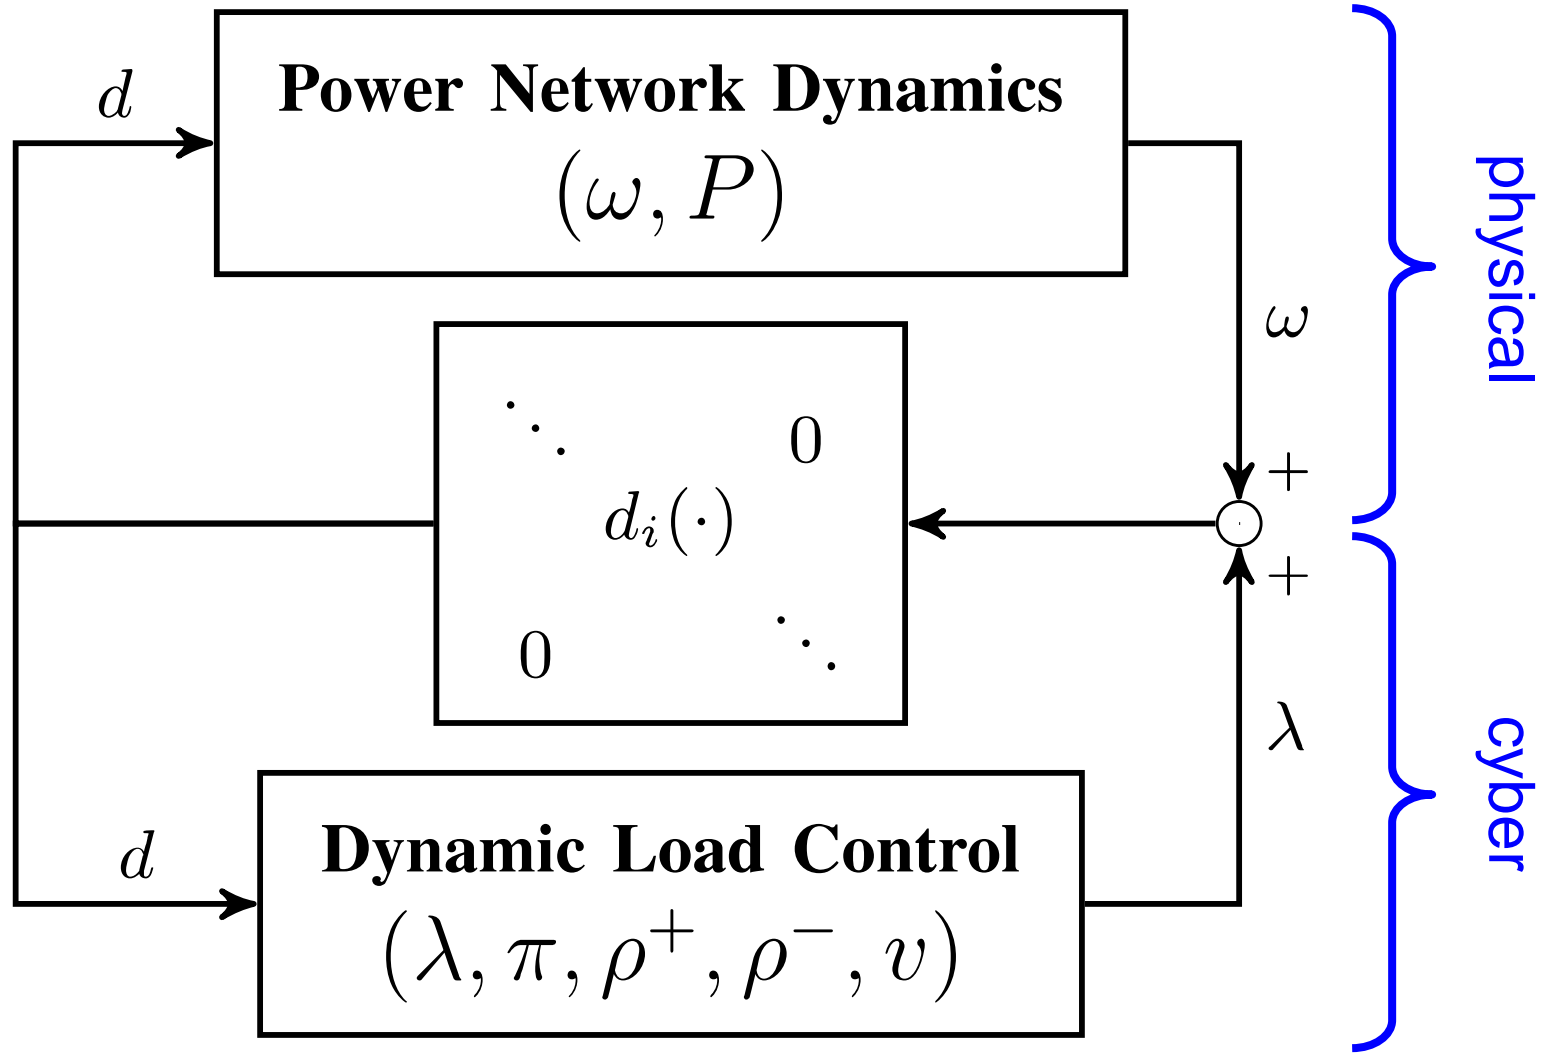 Power Network Dynamics
(ω, P)
d
physical
ω
⋱ 0
+
d_i(·)
+
0 ⋱
λ
cyber
d
Dynamic Load Control
(λ, π, ρ⁺, ρ⁻, v)